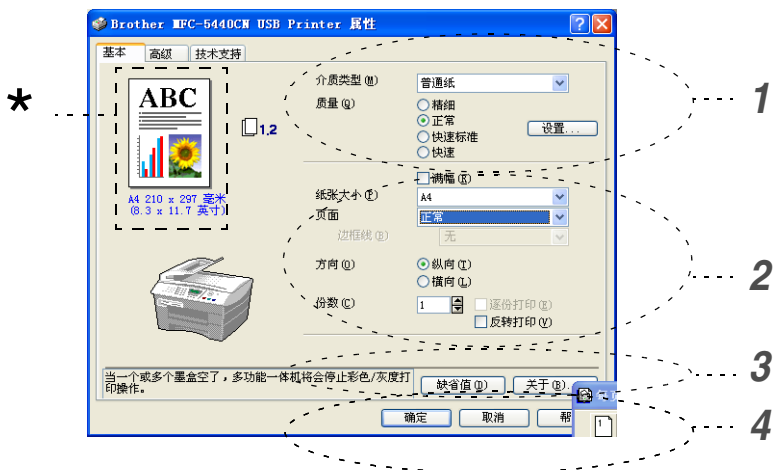 Brother MFC-5440CN USB Printer 属性
基本 高级 技术支持
*
ABC
1,2
A4 210 x 297 毫米
(8.3 x 11.7 英寸)
介质类型(M) 普通纸
质量(Q) 精细
正常
快速标准
快速
设置...
1
满幅(R)
纸张大小(F) A4
页面 正常
边框线(B) 无
方向(O) 纵向(T)
横向(L)
份数(C) 1 逐份打印(E)
反转打印(V)
2
当一个或多个墨盒空了，多功能一体机将会停止彩色/灰度打
印操作。
缺省值(D) 关于(B)...
3
确定 取消 帮
1
4